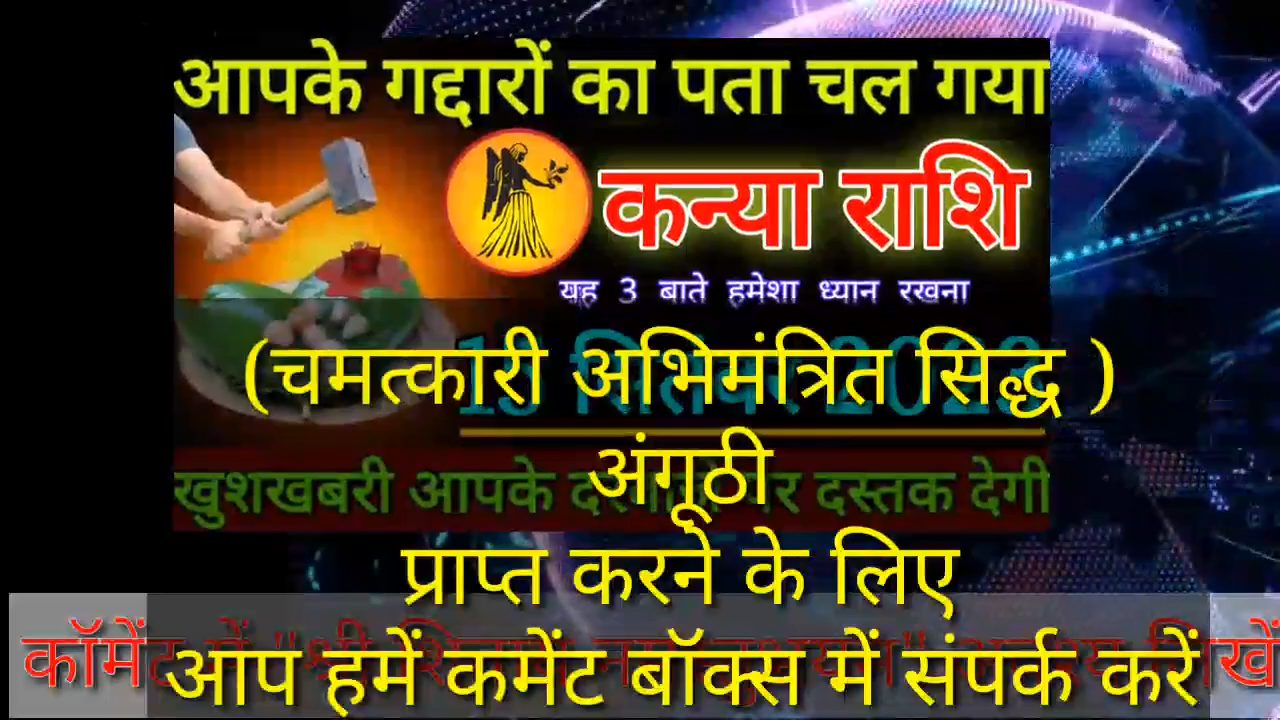 आपके गद्दारों का पता चल गया
कन्या राशि
यह 3 बाते हमेशा ध्यान रखना
(चमत्कारी अभिमंत्रित सिद्ध )
अंगूठी
खुशखबरी आपके पर दस्तक देगी
प्राप्त करने के लिए
आप हमें कमेंट बॉक्स में संपर्क करें